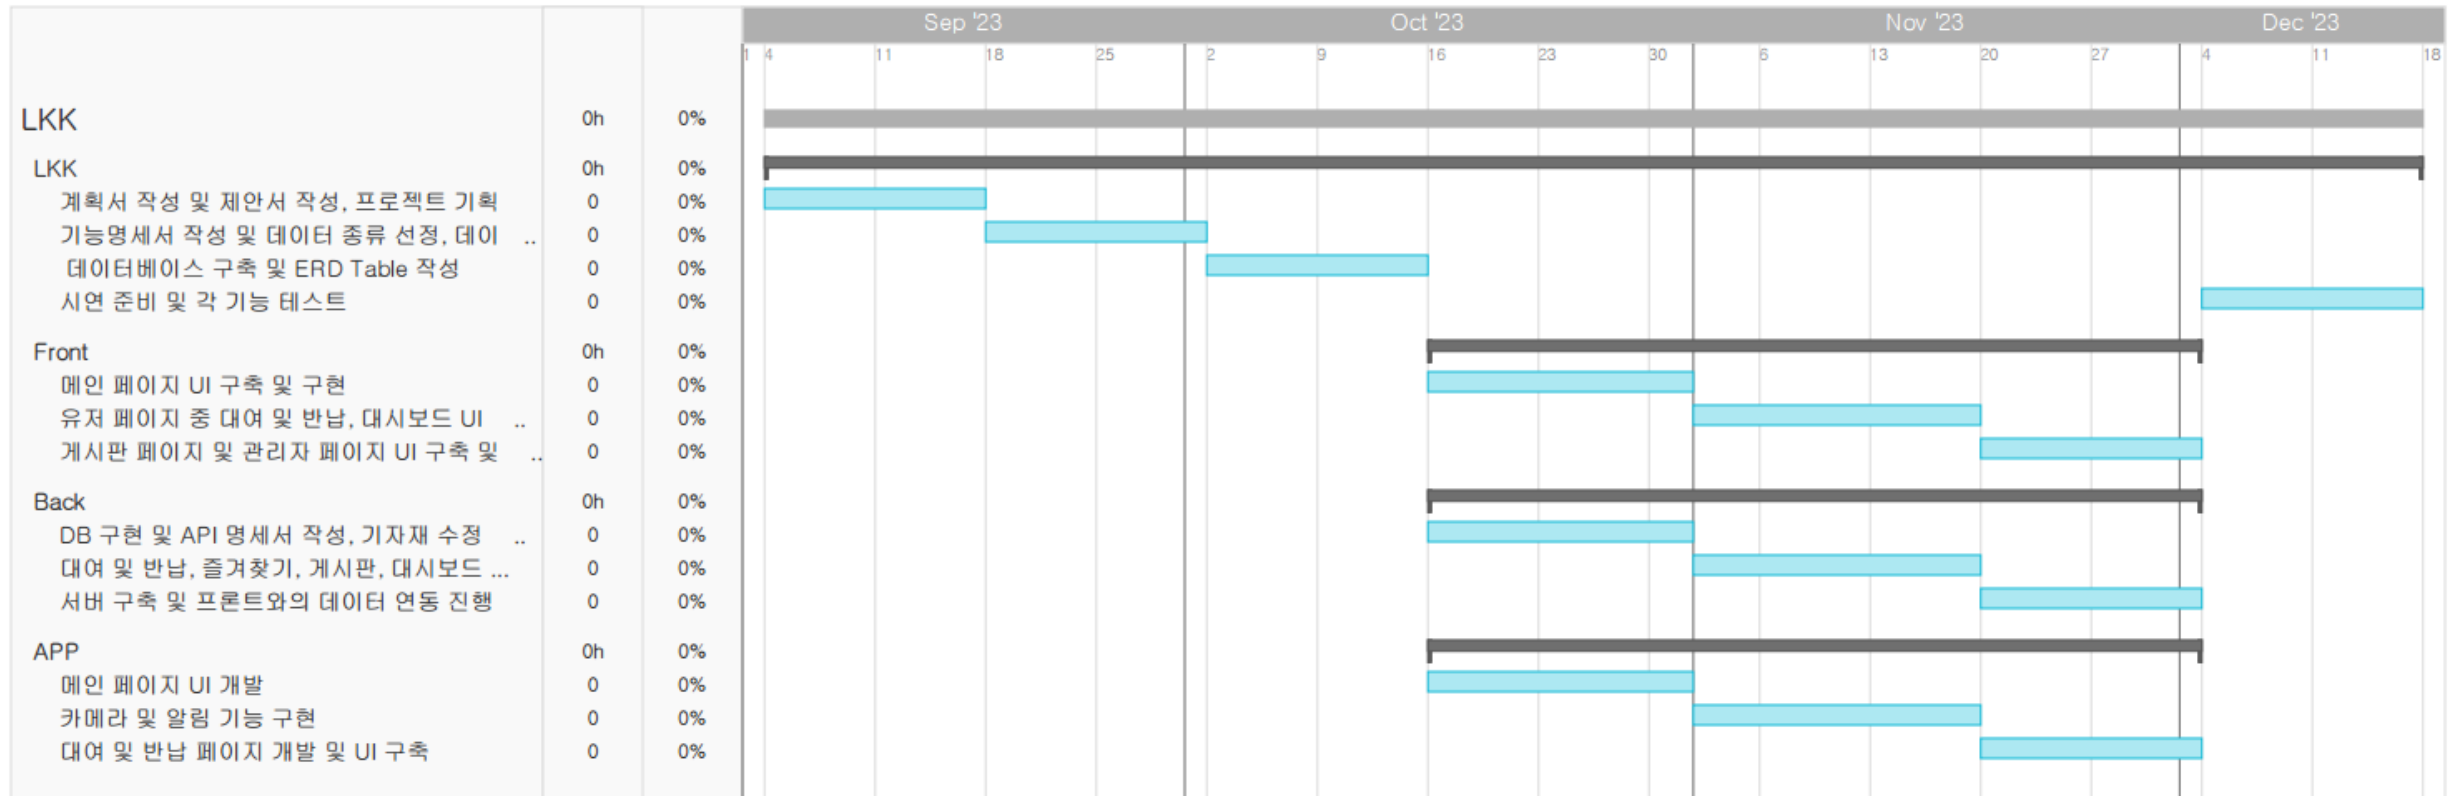 Sep '23 Oct '23 Nov '23 Dec '23
1 4 11 18 25 2 9 16 23 30 6 13 20 27 4 11 18
LKK 0h 0%
LKK 0h 0%
계획서 작성 및 제안서 작성, 프로젝트 기획 0 0%
기능명세서 작성 및 데이터 종류 선정, 데이 .. 0 0%
데이터베이스 구축 및 ERD Table 작성 0 0%
시연 준비 및 각 기능 테스트 0 0%
Front 0h 0%
메인 페이지 UI 구축 및 구현 0 0%
유저 페이지 중 대여 및 반납, 대시보드 UI .. 0 0%
게시판 페이지 및 관리자 페이지 UI 구축 및 .. 0 0%
Back 0h 0%
DB 구현 및 API 명세서 작성, 기자재 수정 .. 0 0%
대여 및 반납, 즐겨찾기, 게시판, 대시보드 ... 0 0%
서버 구축 및 프론트와의 데이터 연동 진행 0 0%
APP 0h 0%
메인 페이지 UI 개발 0 0%
카메라 및 알림 기능 구현 0 0%
대여 및 반납 페이지 개발 및 UI 구축 0 0%